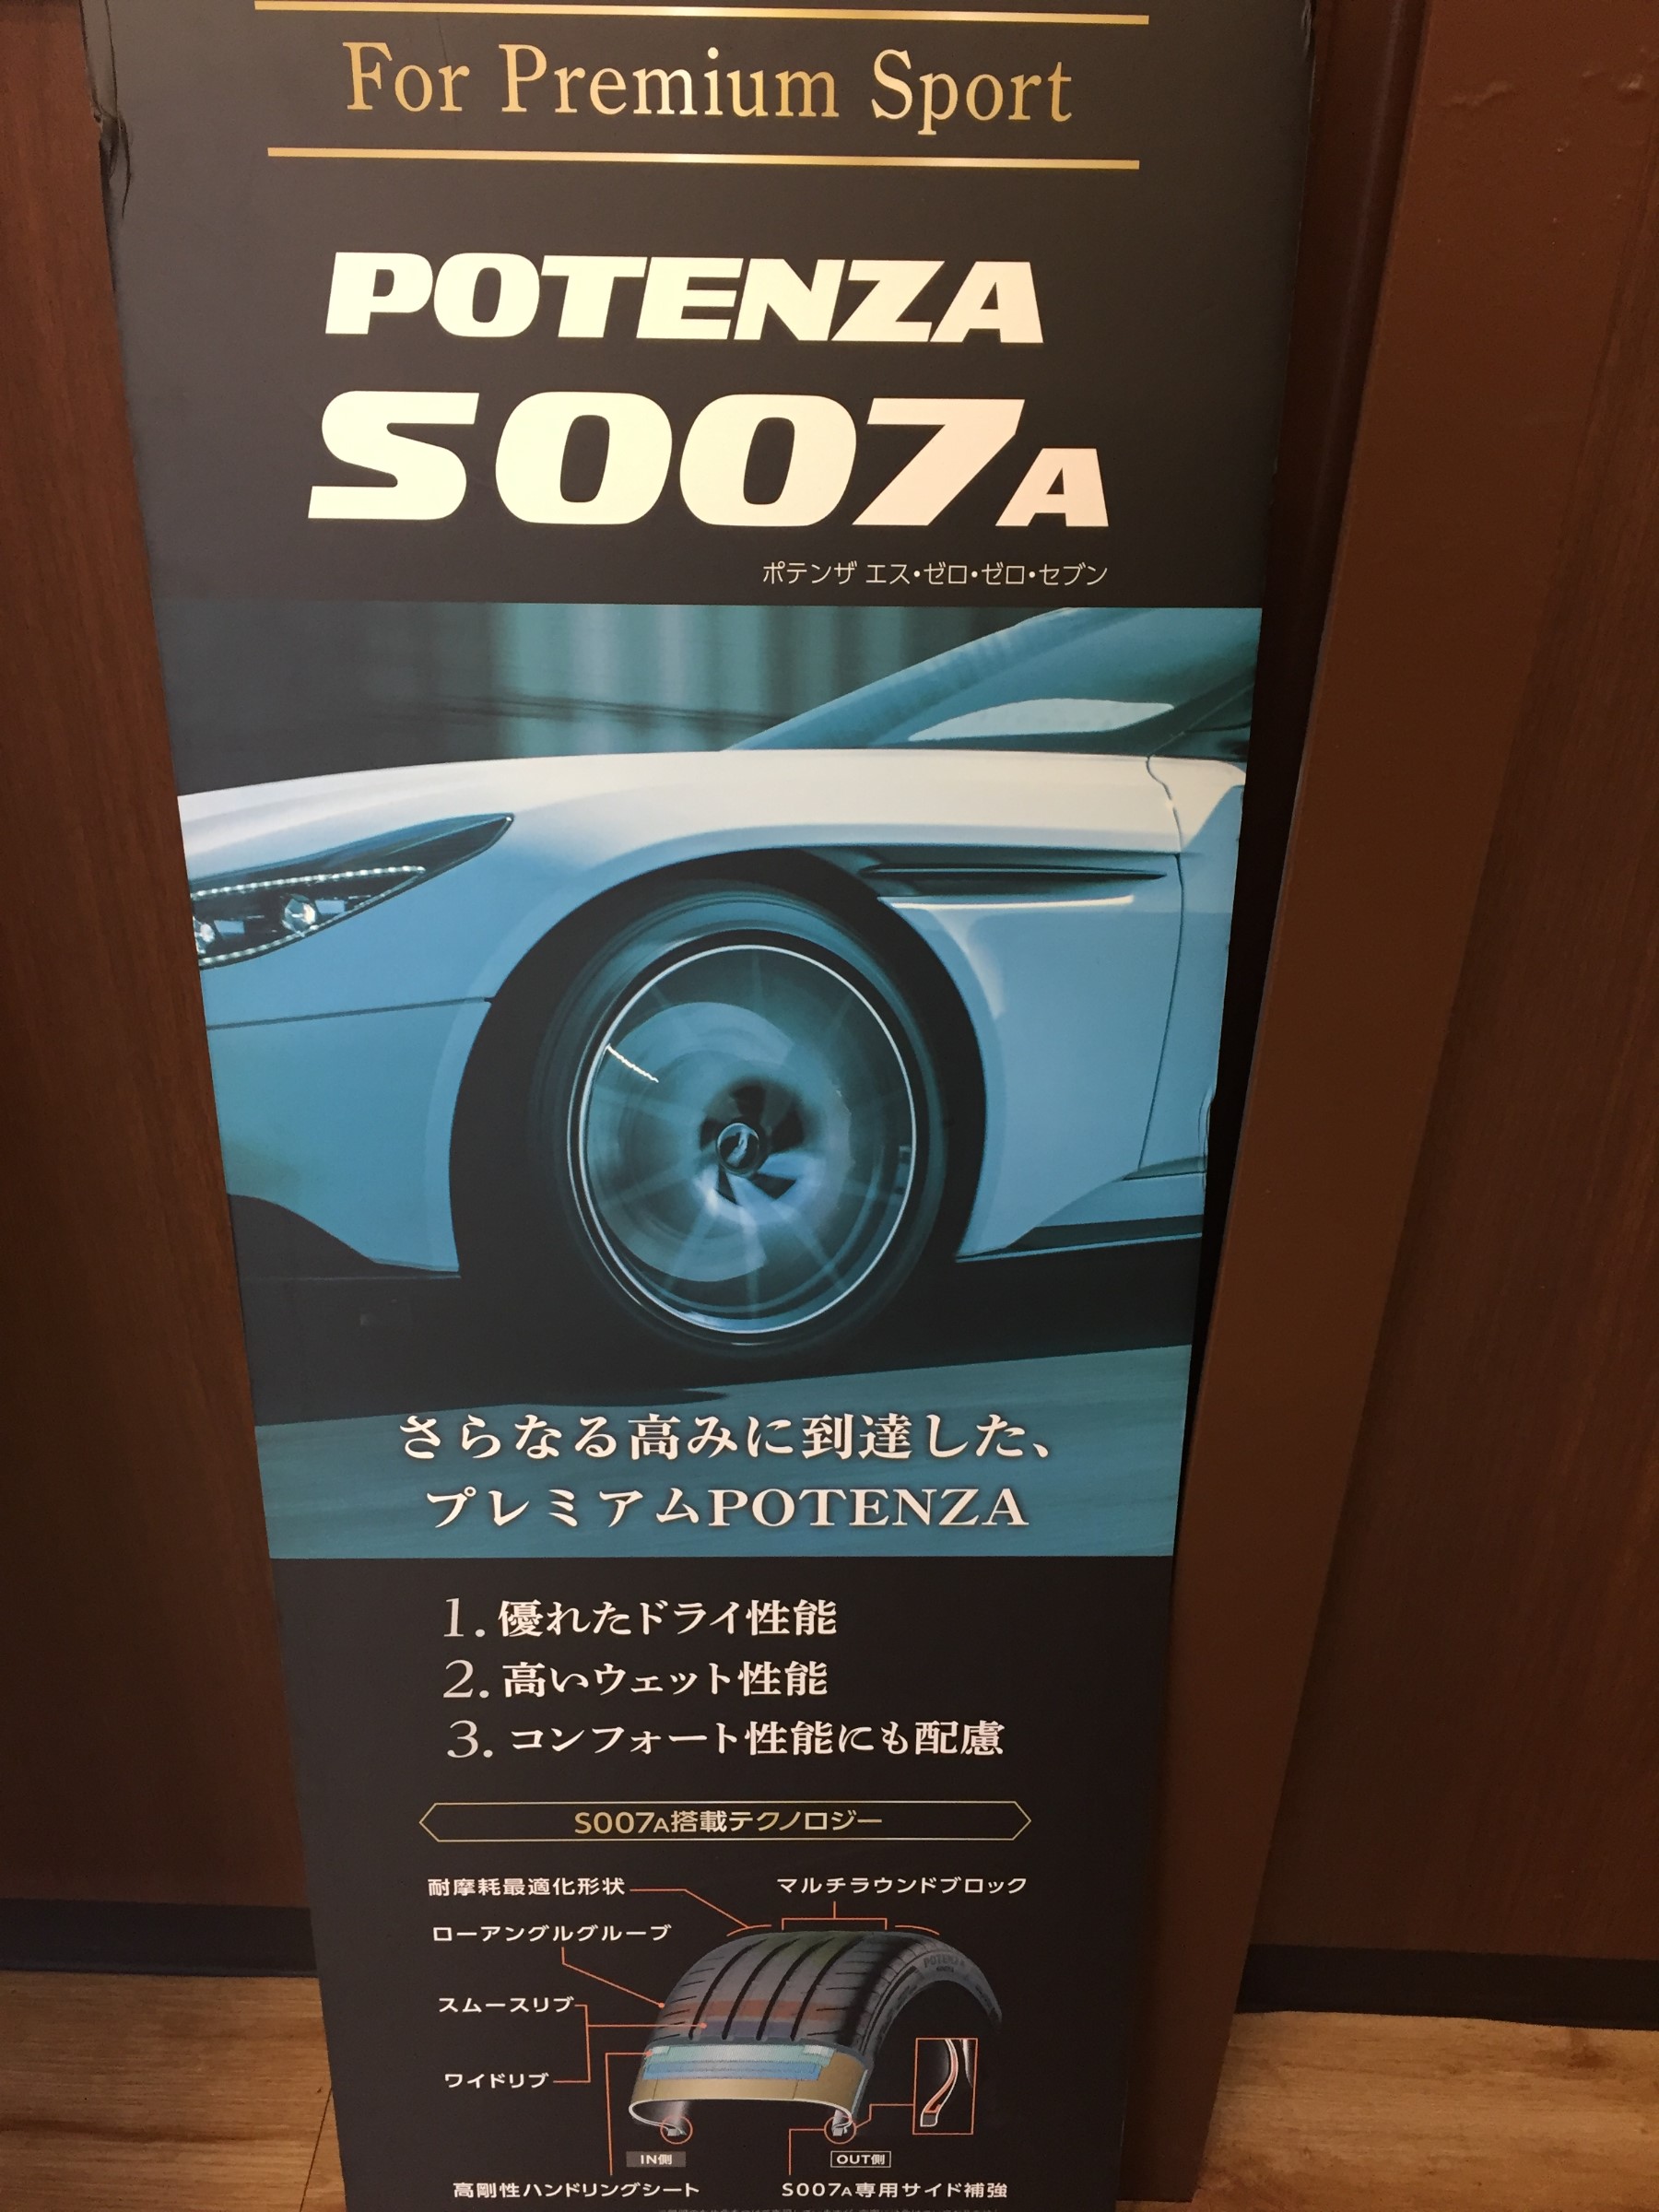 For Premium Sport
POTENZA
S007A
ポテンザ エス・ゼロ・ゼロ・セブン
さらなる高みに到達した、
プレミアムPOTENZA
1. 優れたドライ性能
2. 高いウェット性能
3. コンフォート性能にも配慮
S007A搭載テクノロジー
耐摩耗最適化形状
マルチラウンドブロック
ローアングルグルーブ
POTENZA
スムースリブ
ワイドリブ
IN側
OUT側
高剛性ハンドリングシート
S007A専用サイド補強